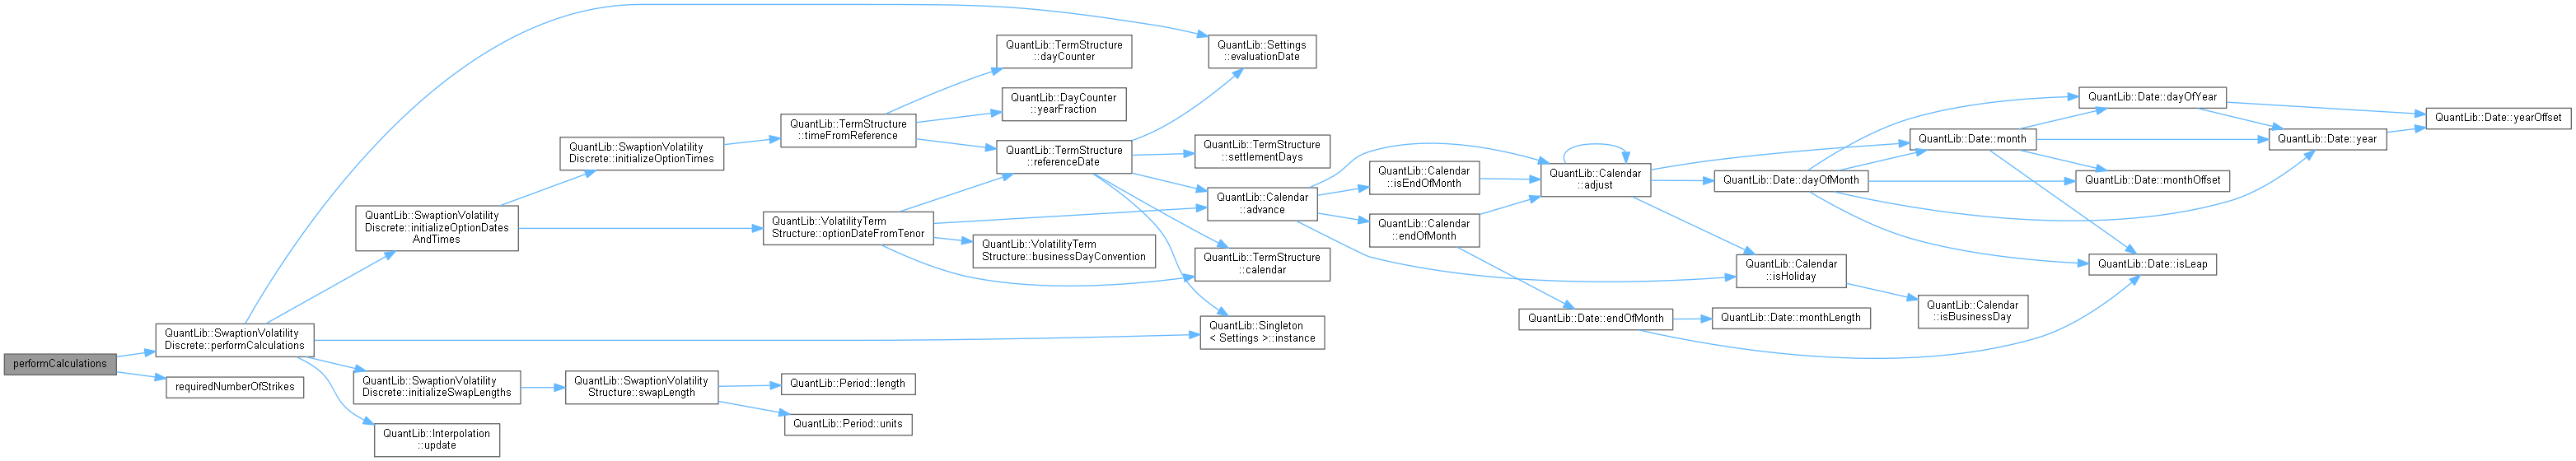 performCalculations
QuantLib::SwaptionVolatility
Discrete::performCalculations
requiredNumberOfStrikes
QuantLib::SwaptionVolatility
Discrete::initializeOptionDates
AndTimes
QuantLib::SwaptionVolatility
Discrete::initializeSwapLengths
QuantLib::Interpolation
::update
QuantLib::SwaptionVolatility
Discrete::initializeOptionTimes
QuantLib::SwaptionVolatility
Structure::swapLength
QuantLib::TermStructure
::timeFromReference
QuantLib::VolatilityTerm
Structure::optionDateFromTenor
QuantLib::Period::length
QuantLib::Period::units
QuantLib::TermStructure
::dayCounter
QuantLib::DayCounter
::yearFraction
QuantLib::TermStructure
::referenceDate
QuantLib::VolatilityTerm
Structure::businessDayConvention
QuantLib::Settings
::evaluationDate
QuantLib::TermStructure
::settlementDays
QuantLib::Calendar
::advance
QuantLib::TermStructure
::calendar
QuantLib::Singleton
< Settings >::instance
QuantLib::Calendar
::isEndOfMonth
QuantLib::Calendar
::endOfMonth
QuantLib::Calendar
::adjust
QuantLib::Date::endOfMonth
QuantLib::Date::dayOfMonth
QuantLib::Calendar
::isHoliday
QuantLib::Date::monthLength
QuantLib::Date::month
QuantLib::Calendar
::isBusinessDay
QuantLib::Date::dayOfYear
QuantLib::Date::monthOffset
QuantLib::Date::isLeap
QuantLib::Date::year
QuantLib::Date::yearOffset